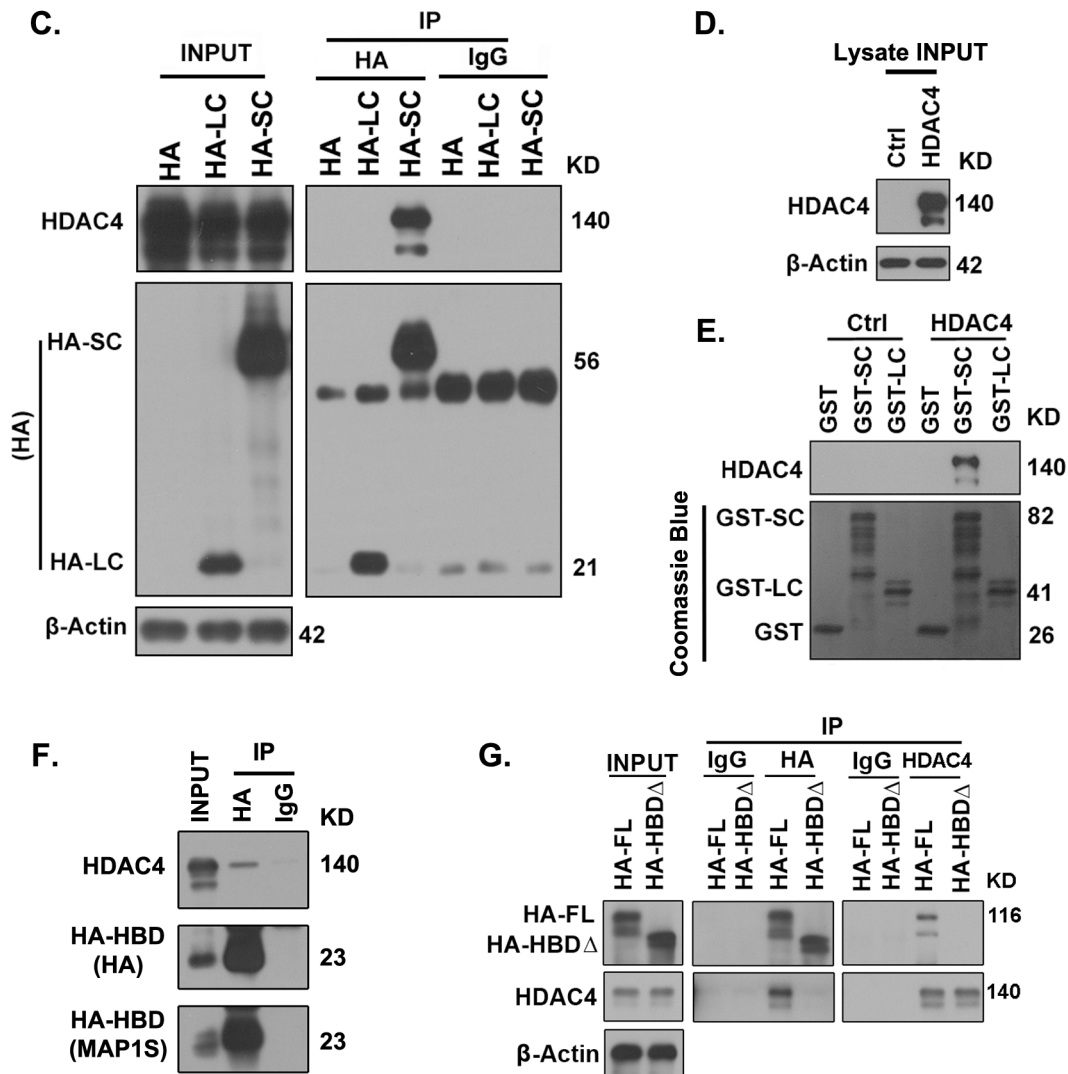 C.
INPUT
IP
HA
IgG
HA
HA-LC
HA-SC
HA
HA-LC
HA-SC
HA
HA-LC
HA-SC
KD
HDAC4
140
HA-SC
56
(HA)
HA-LC
21
β-Actin
42
D.
Lysate INPUT
Ctrl
HDAC4
KD
HDAC4
140
β-Actin
42
E.
Ctrl
HDAC4
GST
GST-SC
GST-LC
GST
GST-SC
GST-LC
KD
HDAC4
140
Coomassie Blue
GST-SC
82
GST-LC
41
GST
26
F.
INPUT
IP
HA
IgG
KD
HDAC4
140
HA-HBD
(HA)
23
HA-HBD
(MAP1S)
23
G.
IP
INPUT
IgG
HA
IgG
HDAC4
HA-FL
HA-HBDΔ
HA-FL
HA-HBDΔ
HA-FL
HA-HBDΔ
HA-FL
HA-HBDΔ
HA-FL
HA-HBDΔ
KD
HA-FL
116
HA-HBDΔ
HDAC4
140
β-Actin